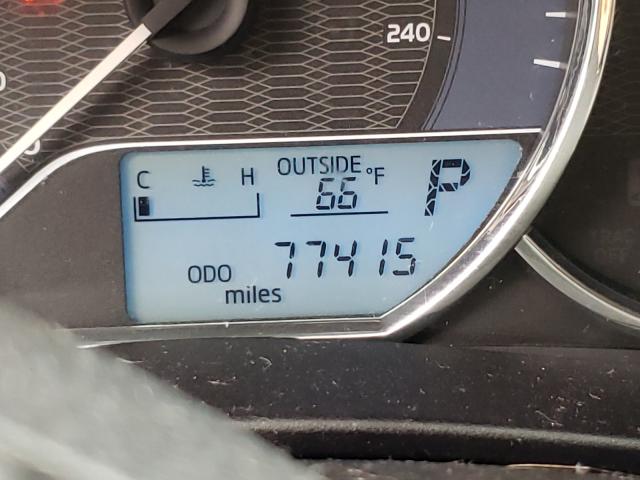 240
C H OUTSIDE
66 °F P
77415
ODO
miles